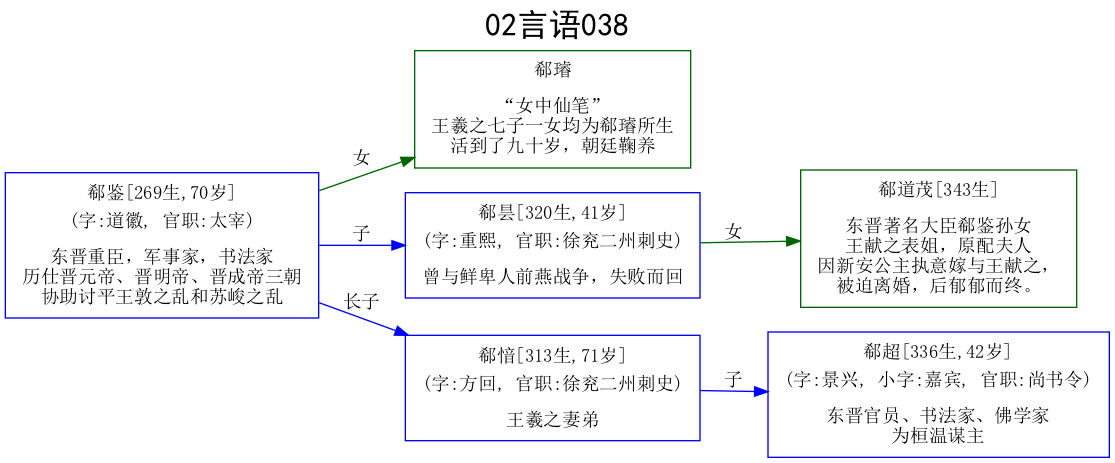 02言语038
郗璿
“女中仙笔”
王羲之七子一女均为郗璿所生
活到了九十岁，朝廷鞠养
女
郗鉴[269生,70岁]
(字:道徽, 官职:太宰)
东晋重臣，军事家，书法家
历仕晋元帝、晋明帝、晋成帝三朝
协助讨平王敦之乱和苏峻之乱
子
郗昙[320生,41岁]
(字:重熙, 官职:徐兖二州刺史)
曾与鲜卑人前燕战争，失败而回
女
郗道茂[343生]
东晋著名大臣郗鉴孙女
王献之表姐，原配夫人
因新安公主执意嫁与王献之，
被迫离婚，后郁郁而终。
长子
郗愔[313生,71岁]
(字:方回, 官职:徐兖二州刺史)
王羲之妻弟
子
郗超[336生,42岁]
(字:景兴, 小字:嘉宾, 官职:尚书令)
东晋官员、书法家、佛学家
为桓温谋主